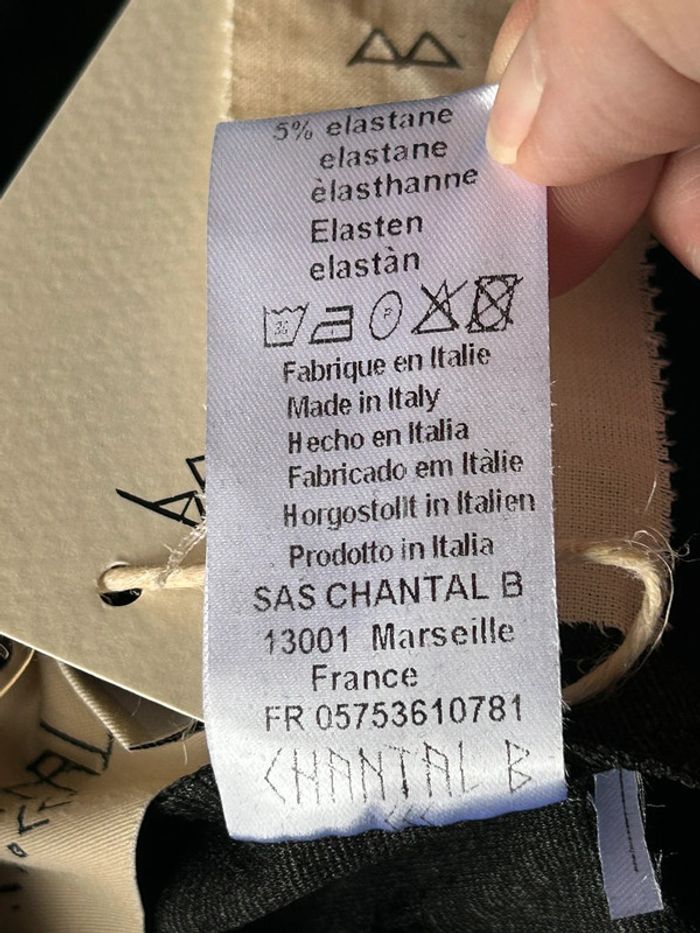 5% elastane
elastane
èlasthanne
Elasten
elastàn
30
P
Fabrique en Italie
Made in Italy
Hecho en Italia
Fabricado em Itàlie
Horgostollt in Italien
Prodotto in Italia
SAS CHANTAL B
13001 Marseille
France
FR 05753610781
CHANTAL B